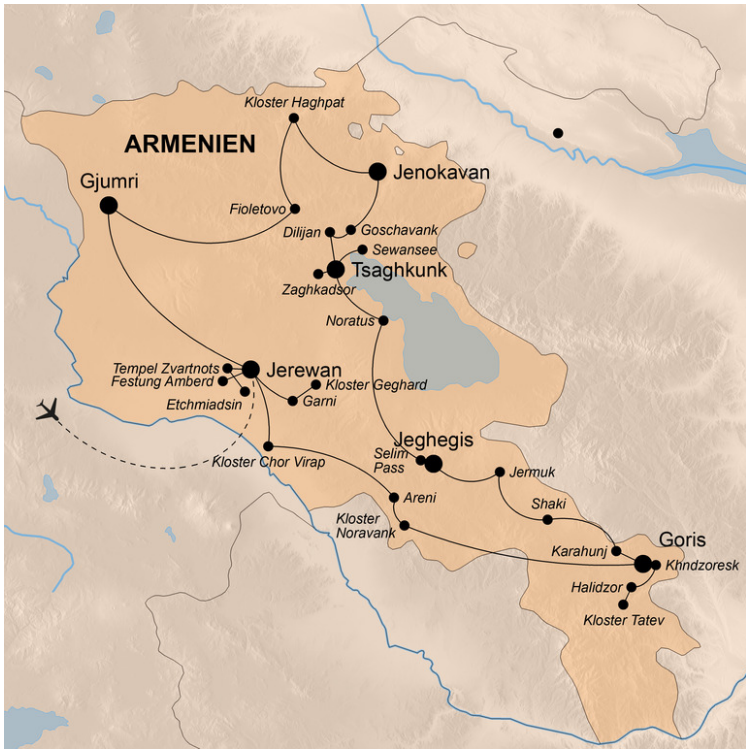 Kloster Haghpat
ARMENIEN
Jenokavan
Gjumri
Fioletovo
Goschavank
Dilijan
Sewansee
Tsaghkunk
Zaghkadsor
Noratus
Tempel Zvartnots
Jerewan
Festung Amberd
Kloster Geghard
Etchmiadsin
Garni
Jeghegis
Selim
Pass
Kloster Chor Virap
Jermuk
Areni
Shaki
Kloster
Noravank
Goris
Karahunj
Khndzoresk
Halidzor
Kloster Tatev